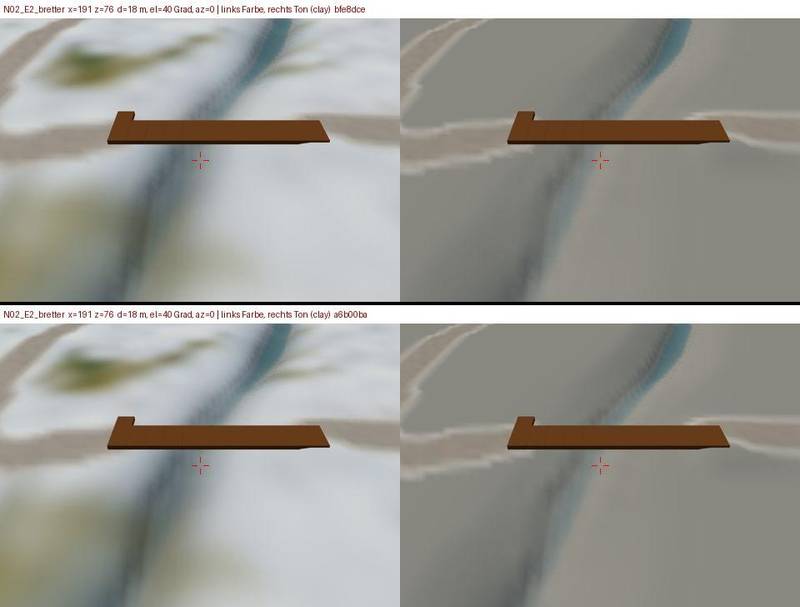 N02_E2_bretter x=191 z=76 d=18 m, el=40 Grad, az=0 | links Farbe, rechts Ton (clay) bfe8dce
N02_E2_bretter x=191 z=76 d=18 m, el=40 Grad, az=0 | links Farbe, rechts Ton (clay) a6b00ba